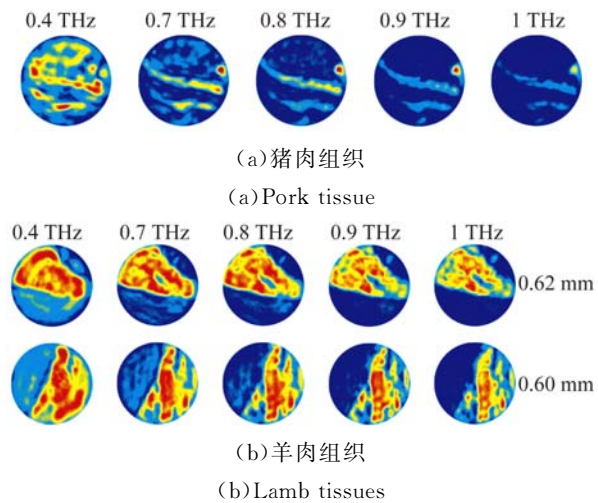 0.4 THz 0.7 THz 0.8 THz 0.9 THz 1 THz
(a)猪肉组织
(a)Pork tissue
0.4 THz 0.7 THz 0.8 THz 0.9 THz 1 THz
0.62 mm
0.60 mm
(b)羊肉组织
(b)Lamb tissues